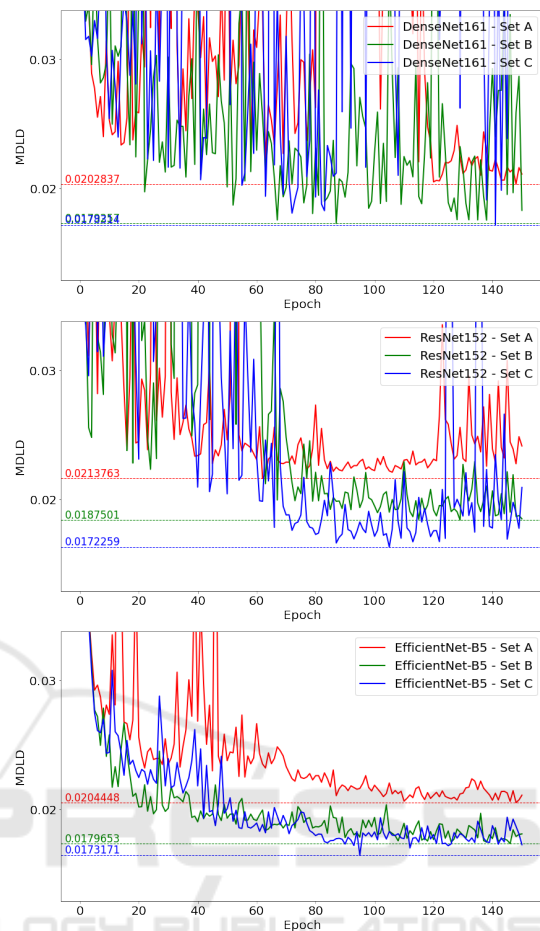 DenseNet161 - Set A
DenseNet161 - Set B
DenseNet161 - Set C
0.03
0.02
MDLD
0.0202837
0 20 40 60 80 100 120 140
Epoch
ResNet152 - Set A
ResNet152 - Set B
ResNet152 - Set C
0.03
0.02
MDLD
0.0213763
0.0187501
0.0172259
0 20 40 60 80 100 120 140
Epoch
EfficientNet-B5 - Set A
EfficientNet-B5 - Set B
EfficientNet-B5 - Set C
0.03
0.02
MDLD
0.0204448
0.0179653
0.0173171
0 20 40 60 80 100 120 140
Epoch